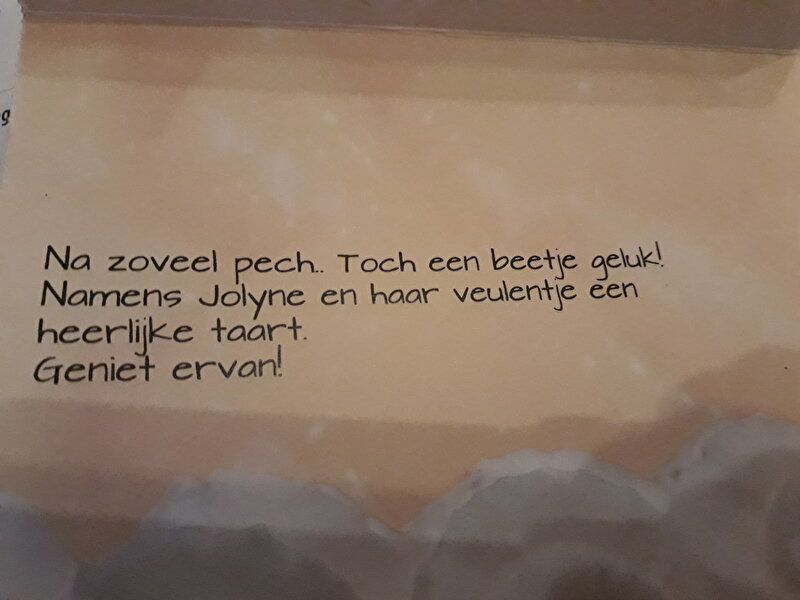 Na zoveel pech.. Toch een beetje geluk!
Namens Jolyne en haar veulentje een
heerlijke taart.
Geniet ervan!